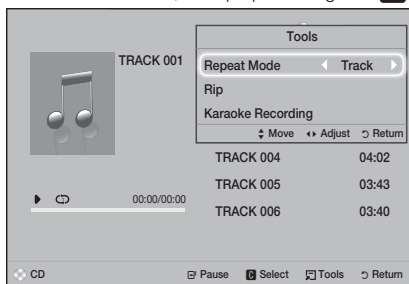 Tools
TRACK 001
Repeat Mode Track
Rip
Karaoke Recording
Move Adjust Return
TRACK 004 04:02
TRACK 005 03:43
00:00/00:00
TRACK 006 03:40
CD Pause C Select Tools Return